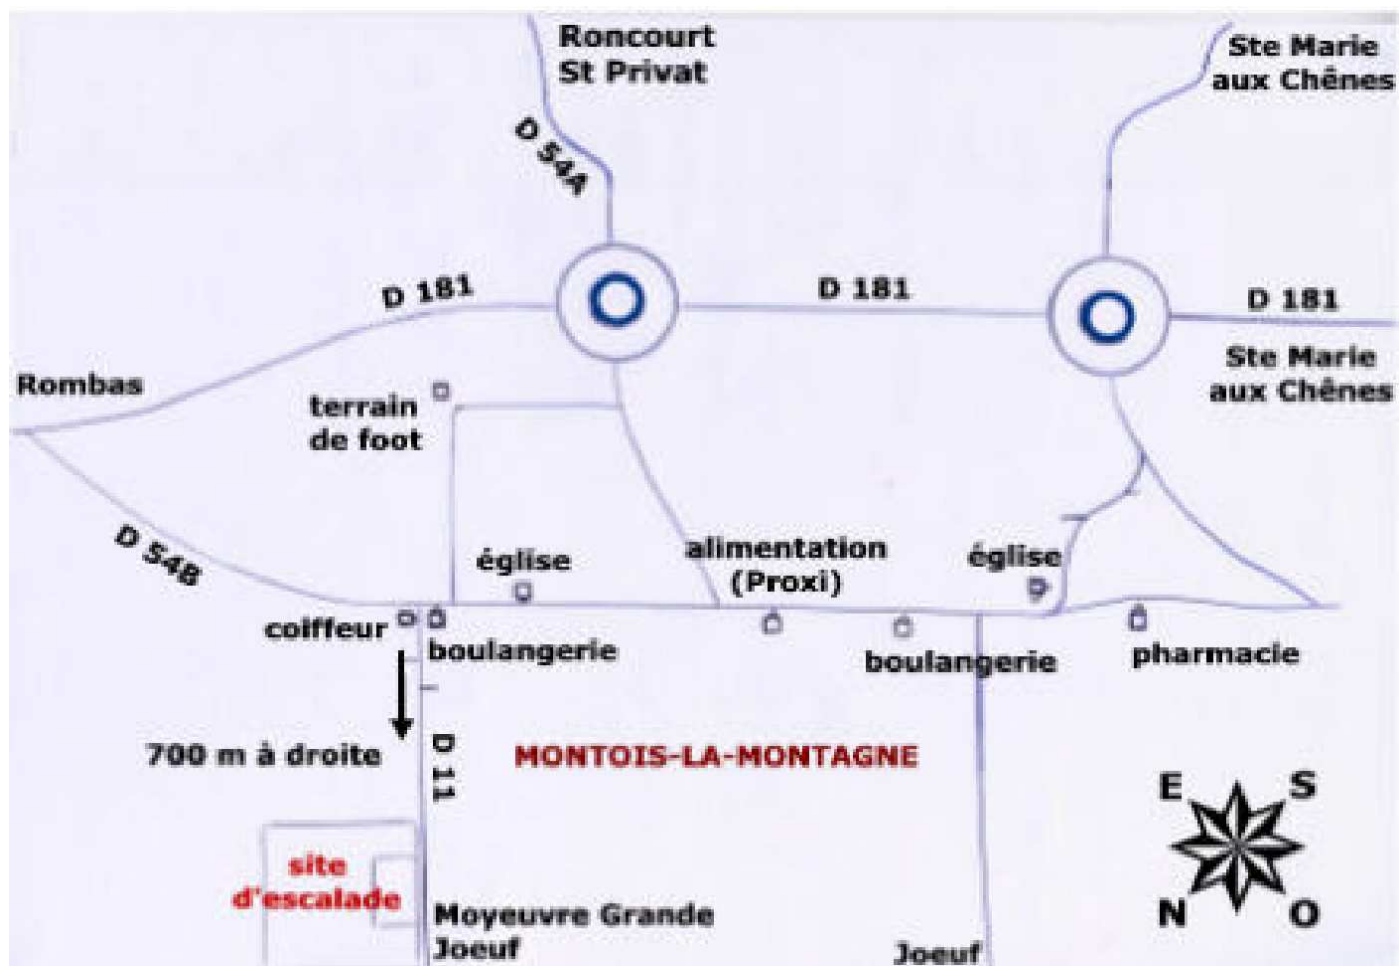 Roncourt
St Privat
Ste Marie
aux Chênes
D 54A
D 181
D 181
D 181
Ste Marie
aux Chênes
Rombas
terrain
de foot
D 54B
église
alimentation
(Proxi)
église
coiffeur
boulangerie
boulangerie
pharmacie
700 m à droite
D 11
MONTOIS-LA-MONTAGNE
E
S
N
O
site
d'escalade
Moyeuvre Grande
Joeuf
Joeuf